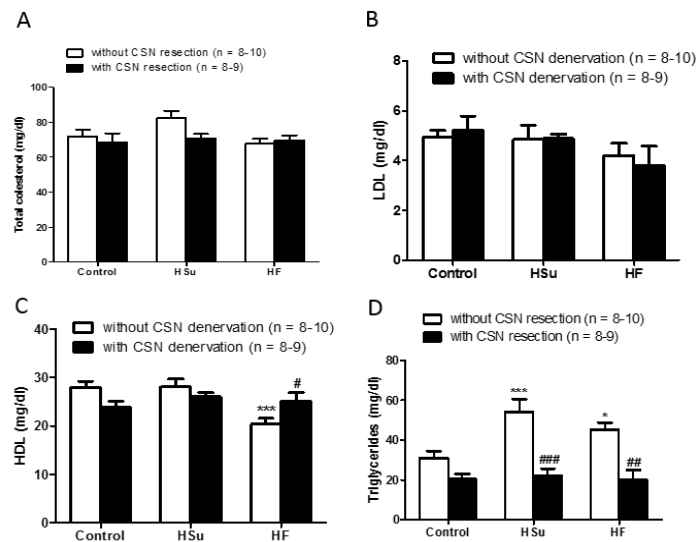 A
without CSN resection (n = 8-10)
with CSN resection (n = 8-9)
Total colesterol (mg/dl)
100
80
60
40
20
0
Control HSu HF
B
without CSN denervation (n = 8-10)
with CSN denervation (n = 8-9)
LDL (mg/dl)
8
6
4
2
0
Control HSu HF
C
without CSN denervation (n = 8-10)
with CSN denervation (n = 8-9)
HDL (mg/dl)
40
30
20
10
0
***
#
Control HSu HF
D
without CSN resection (n = 8-10)
with CSN resection (n = 8-9)
Triglycerides (mg/dl)
80
60
40
20
0
***
###
*
##
Control HSu HF